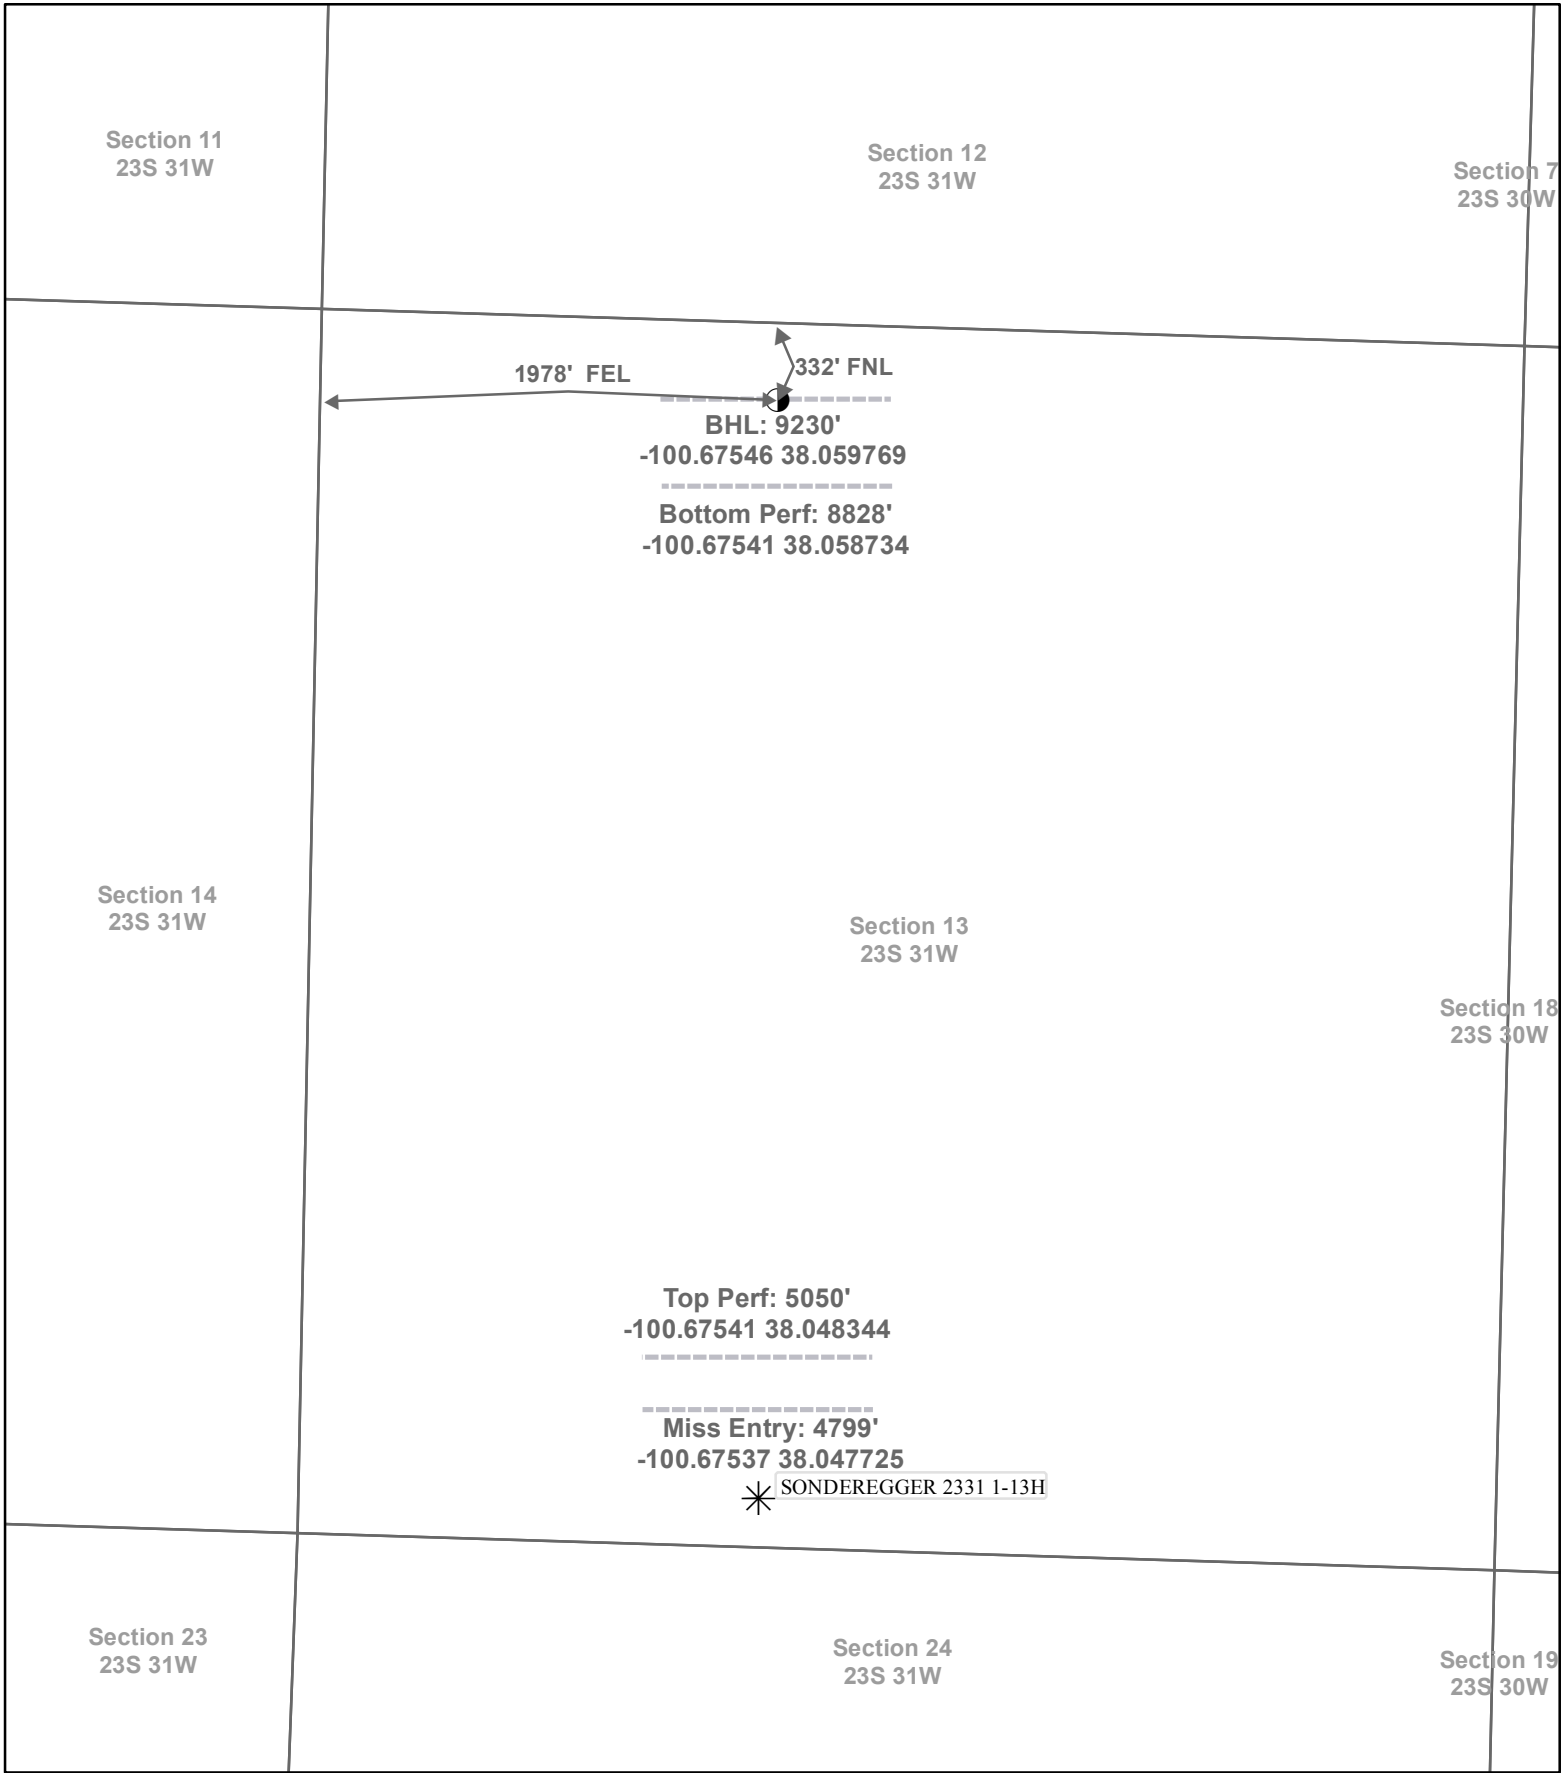 Section 11
23S 31W
Section 12
23S 31W
Section 7
23S 30W
1978' FEL
332' FNL
BHL: 9230'
-100.67546 38.059769
Bottom Perf: 8828'
-100.67541 38.058734
Section 14
23S 31W
Section 13
23S 31W
Section 18
23S 30W
Top Perf: 5050'
-100.67541 38.048344
Miss Entry: 4799'
-100.67537 38.047725
SONDEREGGER 2331 1-13H
Section 23
23S 31W
Section 24
23S 31W
Section 19
23S 30W